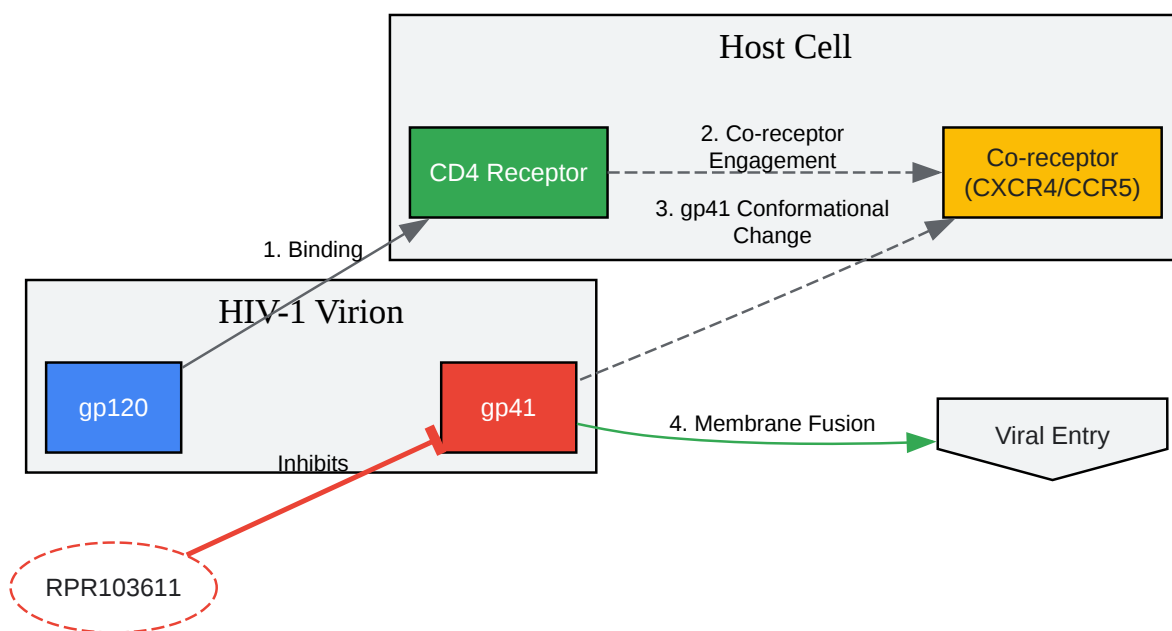 Host Cell
CD4 Receptor
2. Co-receptor
Engagement
Co-receptor
(CXCR4/CCR5)
3. gp41 Conformational
Change
1. Binding
HIV-1 Virion
gp120
gp41
4. Membrane Fusion
Viral Entry
Inhibits
RPR103611